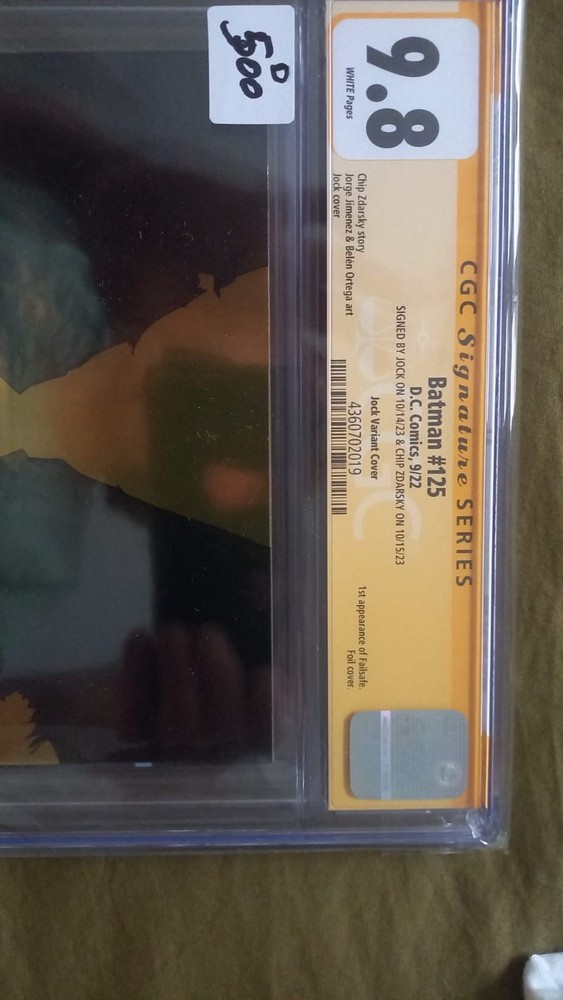 D
500
9.8
WHITE Pages
CGC Signature SERIES
Batman #125
D.C. Comics, 9/22
SIGNED BY JOCK ON 10/14/23 & CHIP ZDARSKY ON 10/15/23
Jock Variant Cover
4360702019
Chip Zdarsky story
Jorge Jimenez & Belén Ortega art
Jock cover
1st appearance of Failsafe.
Foil cover.